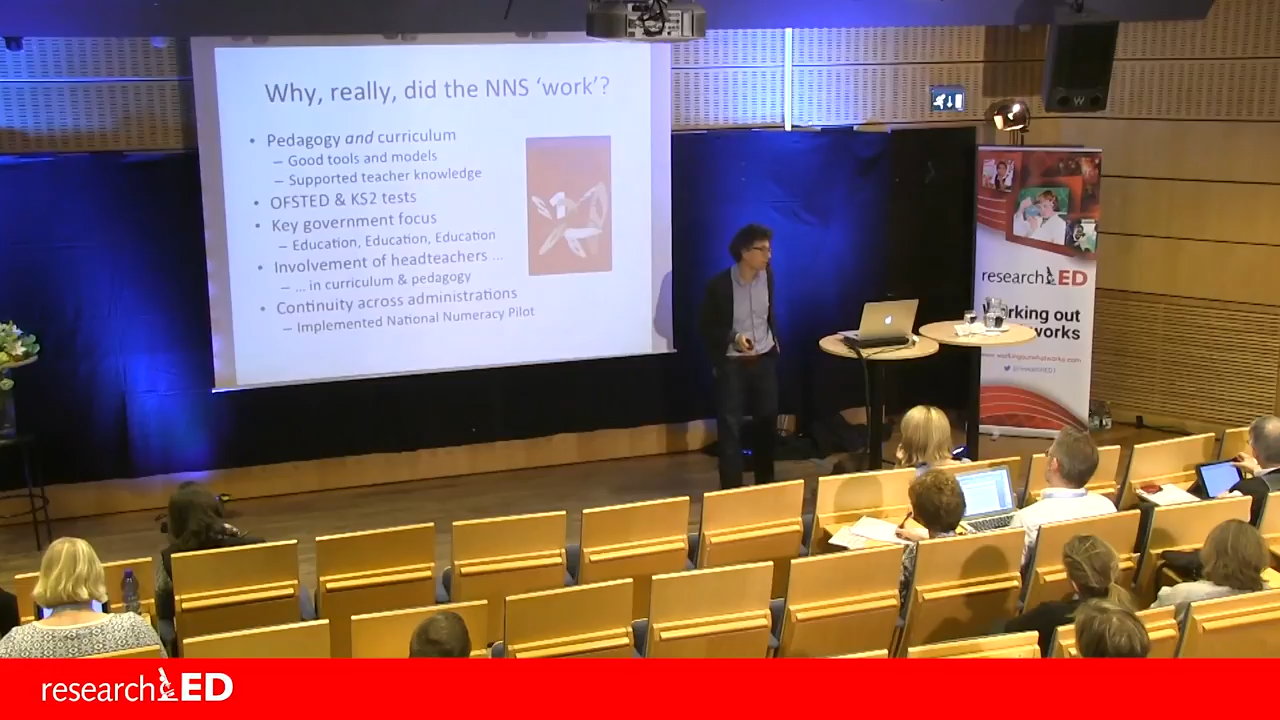 Why, really, did the NNS ‘work’?
• Pedagogy and curriculum
– Good tools and models
– Supported teacher knowledge
• OFSTED & KS2 tests
• Key government focus
– Education, Education, Education
• Involvement of headteachers ...
– ... in curriculum & pedagogy
• Continuity across administrations
– Implemented National Numeracy Pilot
researchED
rking out
works
researchED